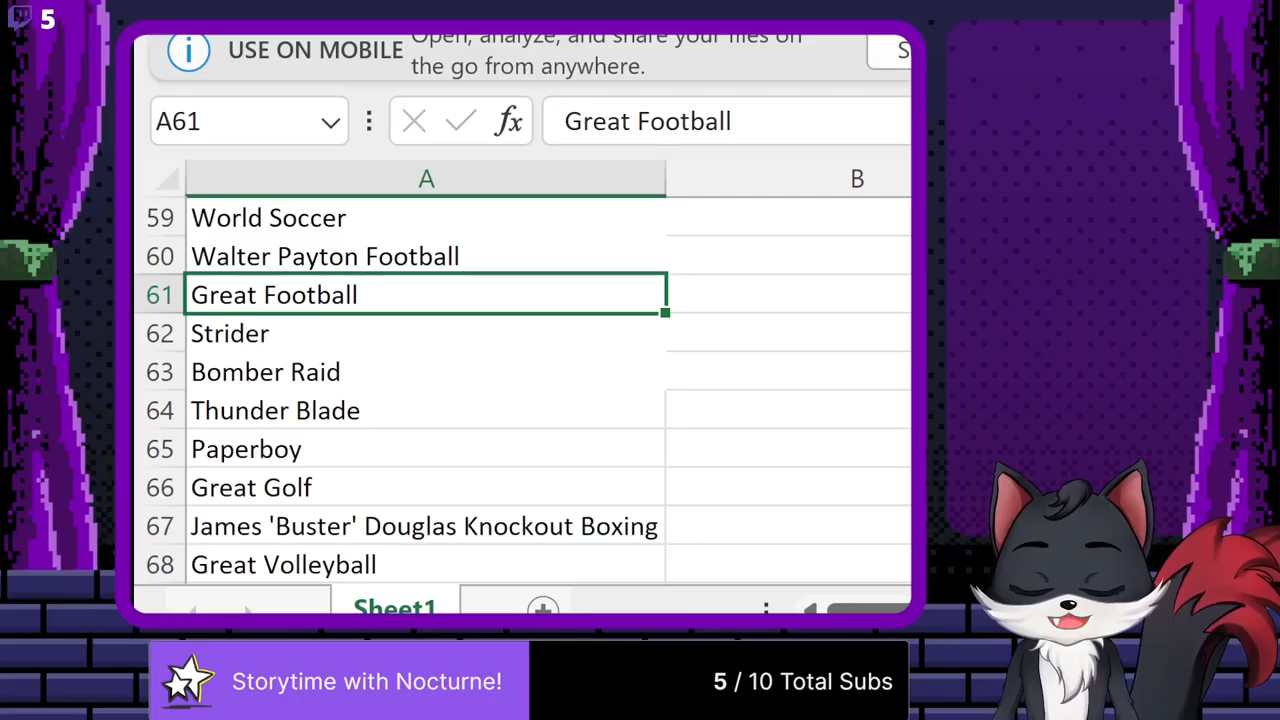 5
USE ON MOBILE
Open, analyze, and share your files on
the go from anywhere.
S
A61
fx
Great Football
A
B
59 World Soccer
60 Walter Payton Football
61 Great Football
62 Strider
63 Bomber Raid
64 Thunder Blade
65 Paperboy
66 Great Golf
67 James 'Buster' Douglas Knockout Boxing
68 Great Volleyball
Sheet1
Storytime with Nocturne!
5 / 10 Total Subs